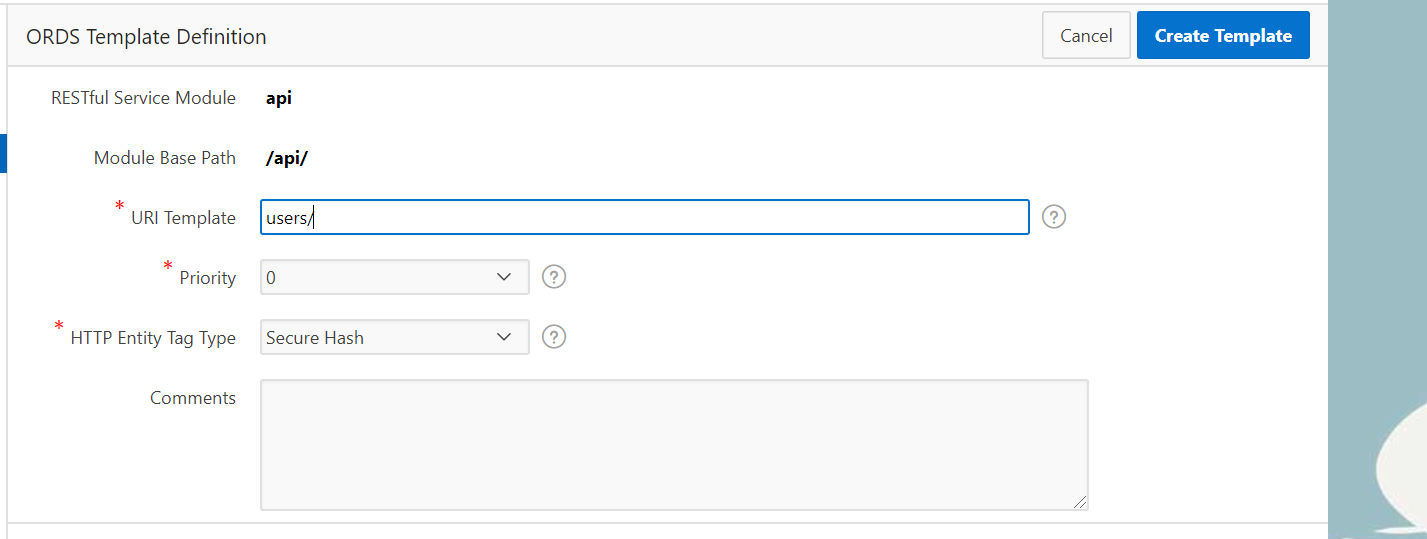 ORDS Template Definition
Cancel
Create Template
RESTful Service Module api
Module Base Path /api/
* URI Template users/ ?
* Priority 0 ?
* HTTP Entity Tag Type Secure Hash ?
Comments